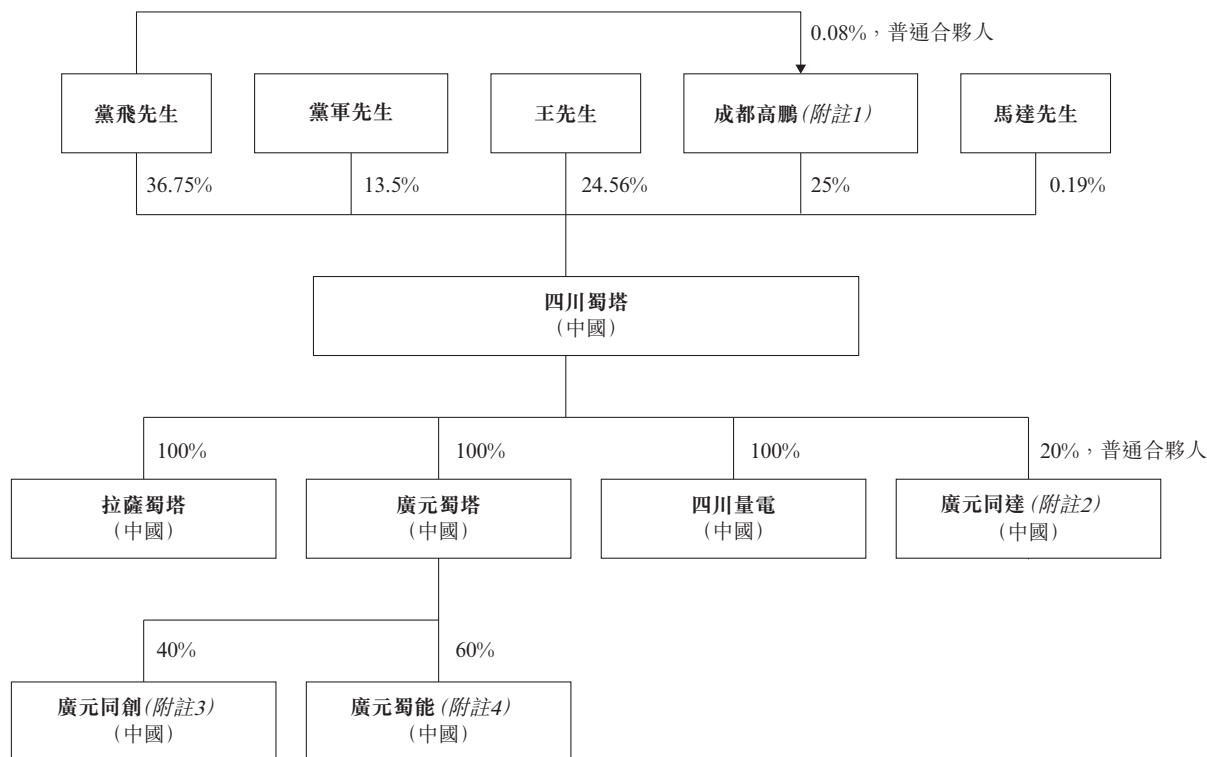 0.08%，普通合夥人
黨飛先生
黨軍先生
王先生
成都高鵬(附註1)
馬達先生
36.75%
13.5%
24.56%
25%
0.19%
四川蜀塔
(中國)
100%
100%
100%
20%，普通合夥人
拉薩蜀塔
(中國)
廣元蜀塔
(中國)
四川量電
(中國)
廣元同達(附註2)
(中國)
40%
60%
廣元同創(附註3)
(中國)
廣元蜀能(附註4)
(中國)